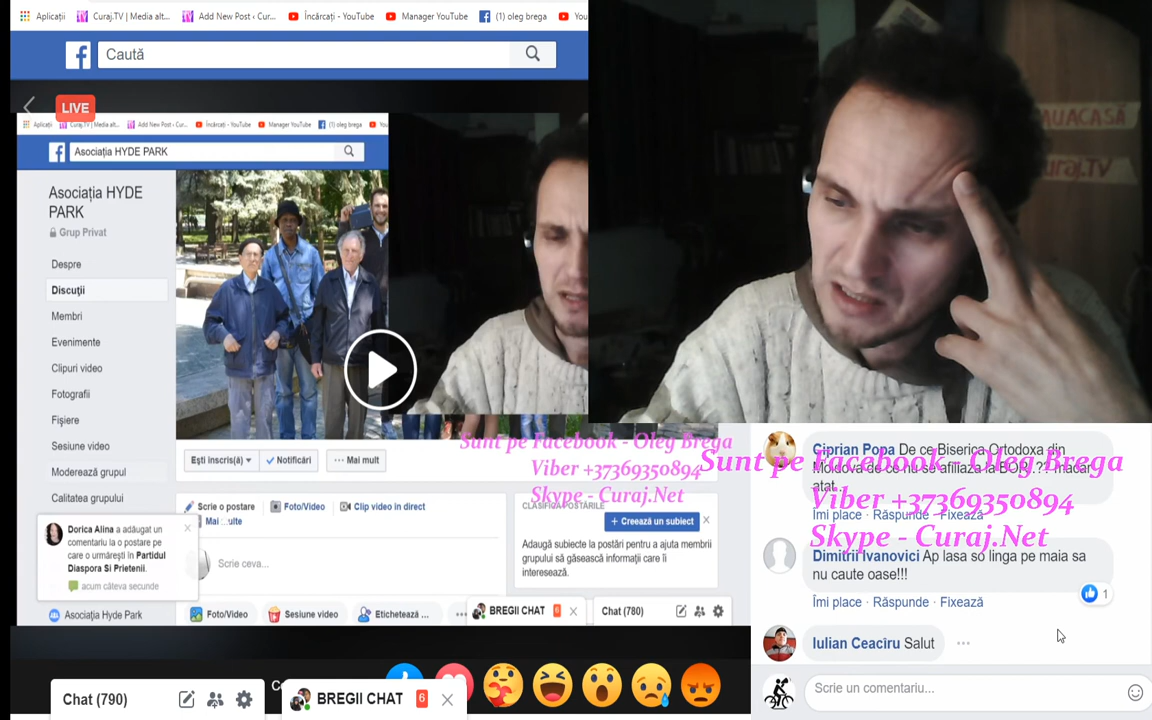 Aplicații
Curaj.TV | Media alt...
Add New Post ‹ Cur...
Încărcați - YouTube
Manager YouTube
(1) oleg brega
You
Caută
LIVE
Asociația HYDE PARK
Asociația HYDE
PARK
Grup Privat
Despre
Discuții
Membri
Evenimente
Clipuri video
Fotografii
Fișiere
Sesiune video
Moderează grupul
Calitatea grupului
Dorica Alina a adăugat un
comentariu la o postare pe
care o urmărești în Partidul
Diaspora Si Prietenii.
acum câteva secunde
Asociația Hyde Park
Ești înscris(ă)
Notificări
Mai mult
Scrie o postare
Foto/Video
Clip video în direct
Scrie ceva...
Foto/Video
Sesiune video
Etichetează ...
CLASIFICĂ POSTĂRILE
+ Creează un subiect
Adaugă subiecte la postări pentru a ajuta membrii
grupului să găsească informații care îi
interesează.
BREGII CHAT 6
Chat (780)
Sunt pe Facebook - Oleg Brega
Viber +37369350894
Skype - Curaj.Net
AUACASĂ
uraj.TV
Sunt pe Facebook - Oleg Brega
Viber +37369350894
Skype - Curaj.Net
Ciprian Popa De ce Biserica Ortodoxa din
Moldova de ce nu se afiliaza la BOR..?? macar
atat..
Îmi place · Răspunde · Fixează
Dimitrii Ivanovici Ap lasa so linga pe maia sa
nu caute oase!!!
Îmi place · Răspunde · Fixează
1
Iulian Ceacîru Salut
Scrie un comentariu...
Chat (790)
BREGII CHAT 6